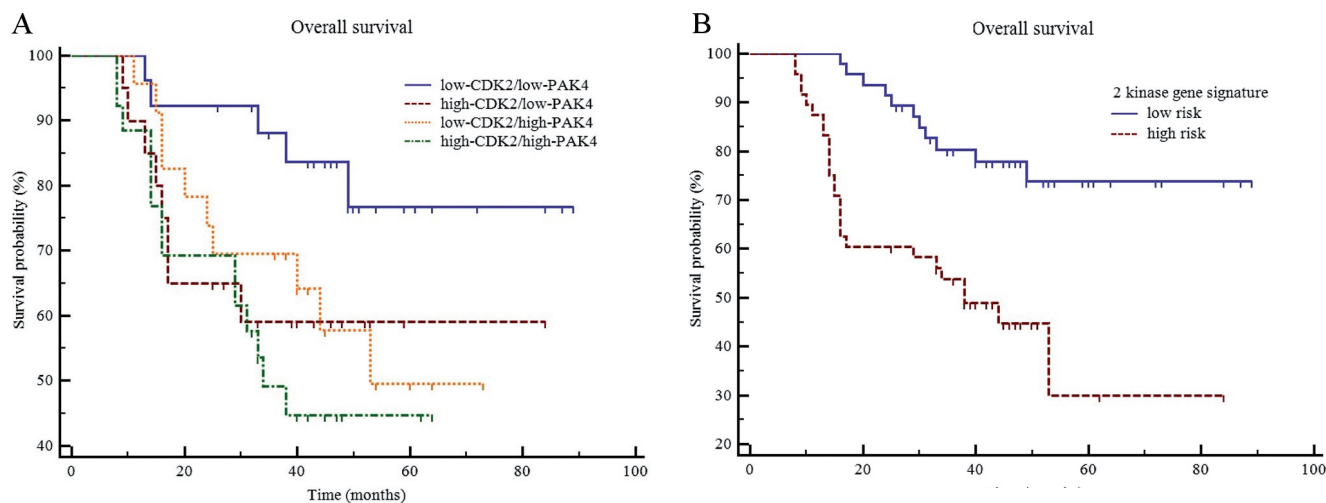 A
Overall survival
100
90
80
70
60
50
40
Survival probability (%)
low-CDK2/low-PAK4
high-CDK2/low-PAK4
low-CDK2/high-PAK4
high-CDK2/high-PAK4
0 20 40 60 80 100
Time (months)
B
Overall survival
100
90
80
70
60
50
40
30
20
Survival probability (%)
2 kinase gene signature
low risk
high risk
0 20 40 60 80 100